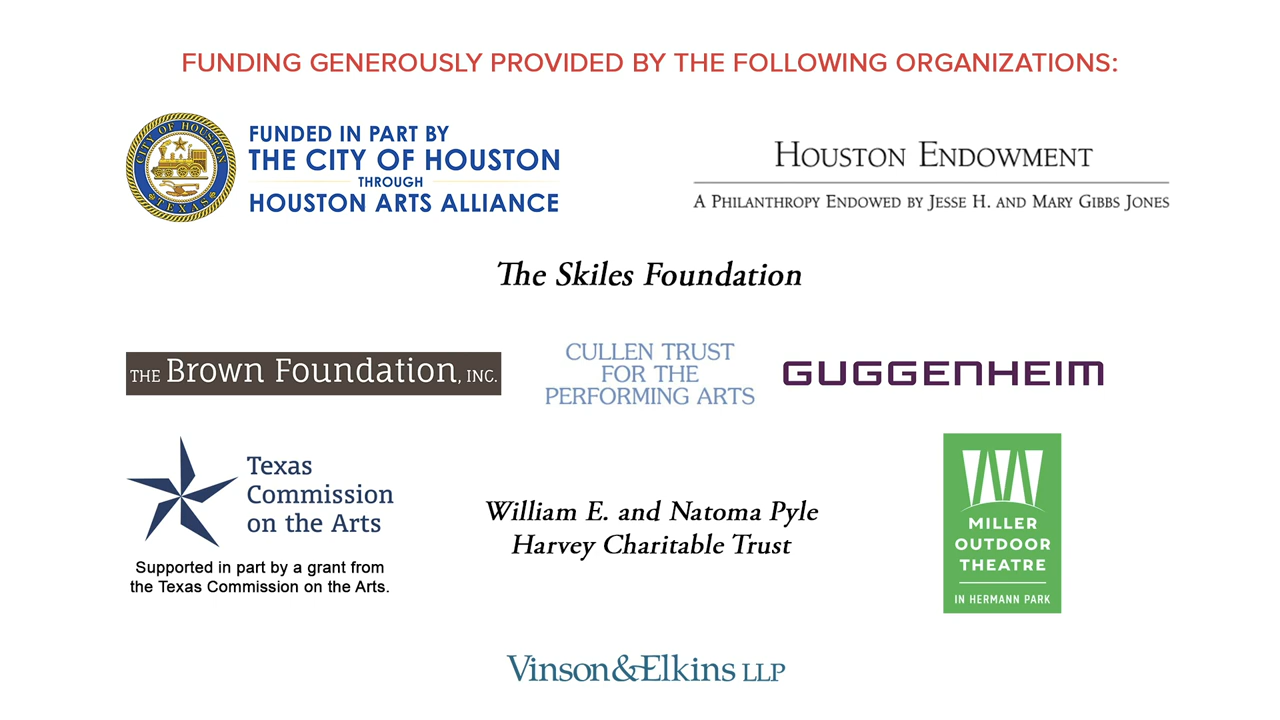 FUNDING GENEROUSLY PROVIDED BY THE FOLLOWING ORGANIZATIONS:
CITY OF HOUSTON
TEXAS
FUNDED IN PART BY
THE CITY OF HOUSTON
THROUGH
HOUSTON ARTS ALLIANCE
HOUSTON ENDOWMENT
A PHILANTHROPY ENDOWED BY JESSE H. AND MARY GIBBS JONES
The Skiles Foundation
THE Brown Foundation, INC.
CULLEN TRUST
FOR THE
PERFORMING ARTS
GUGGENHEIM
Texas
Commission
on the Arts
Supported in part by a grant from
the Texas Commission on the Arts.
William E. and Natoma Pyle
Harvey Charitable Trust
MILLER
OUTDOOR
THEATRE
IN HERMANN PARK
Vinson&Elkins LLP